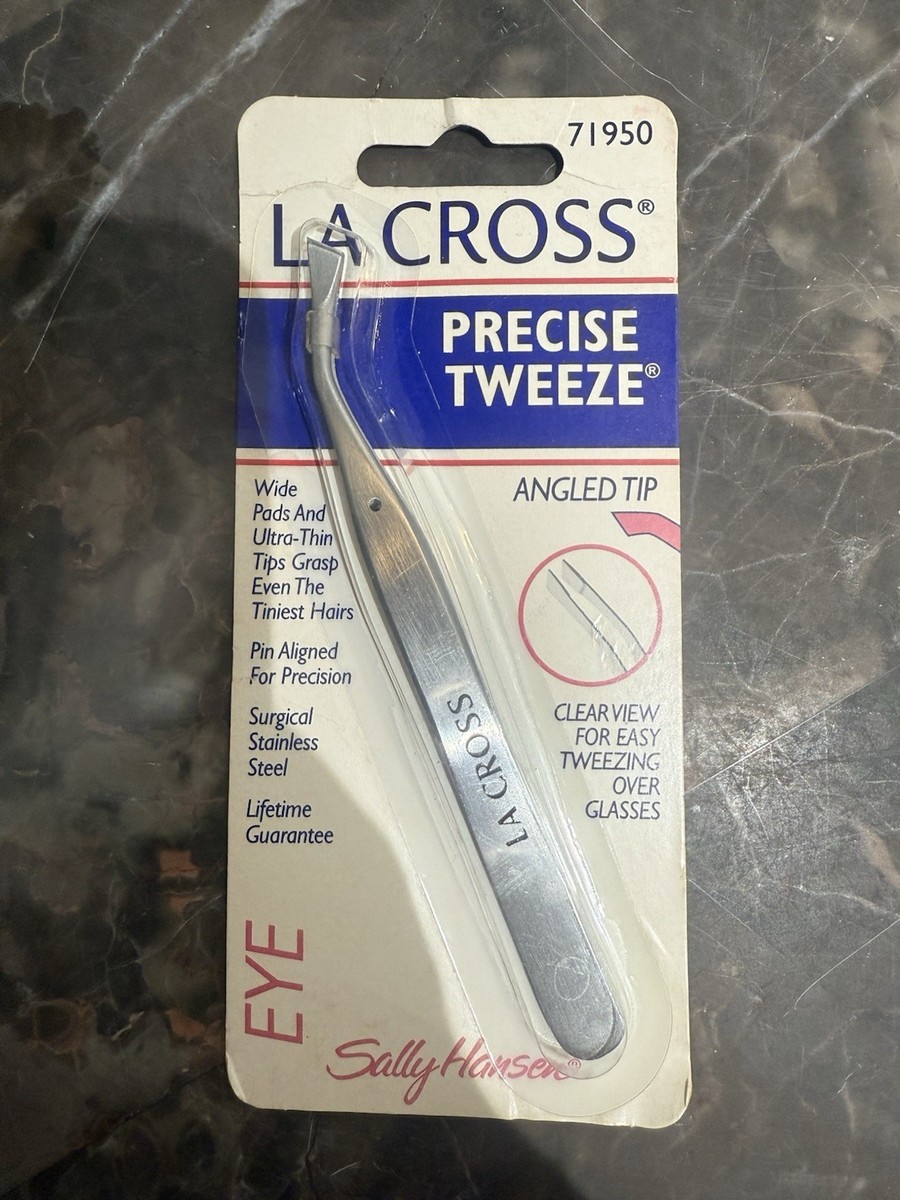 71950
LA CROSS®
PRECISE
TWEEZE®
Wide
Pads And
Ultra-Thin
Tips Grasp
Even The
Tiniest Hairs
Pin Aligned
For Precision
Surgical
Stainless
Steel
Lifetime
Guarantee
ANGLED TIP
CLEAR VIEW
FOR EASY
TWEEZING
OVER
GLASSES
LA CROSS
EYE
Sally Hansen®